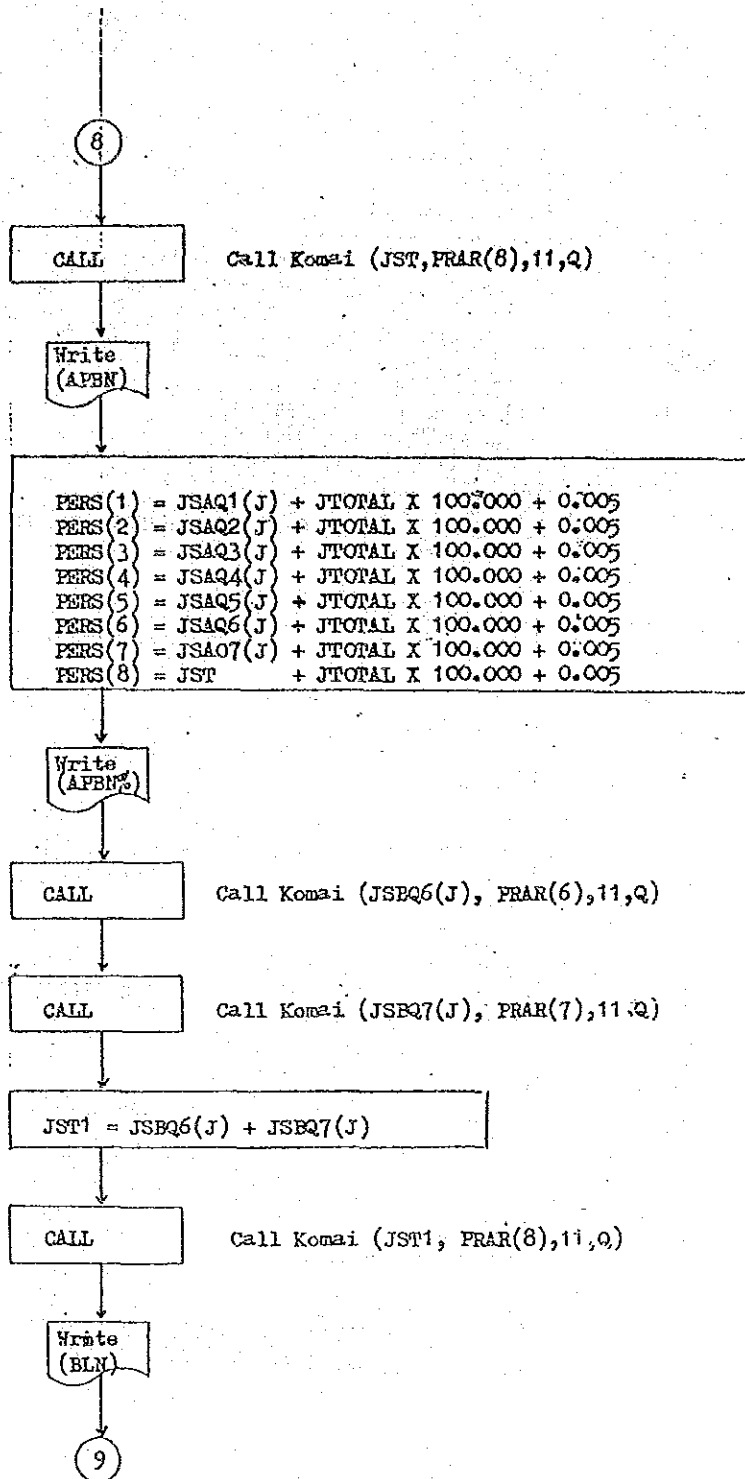 8
CALL Call Komai (JST,PRAR(8),11,Q)
Write
(APBN)
PERS(1) = JSAQ1(J) + JTOTAL X 100.000 + 0.005
PERS(2) = JSAQ2(J) + JTOTAL X 100.000 + 0.005
PERS(3) = JSAQ3(J) + JTOTAL X 100.000 + 0.005
PERS(4) = JSAQ4(J) + JTOTAL X 100.000 + 0.005
PERS(5) = JSAQ5(J) + JTOTAL X 100.000 + 0.005
PERS(6) = JSAQ6(J) + JTOTAL X 100.000 + 0.005
PERS(7) = JSAO7(J) + JTOTAL X 100.000 + 0.005
PERS(8) = JST + JTOTAL X 100.000 + 0.005
Write
(APBN%)
CALL Call Komai (JSBQ6(J), PRAR(6),11,Q)
CALL Call Komai (JSBQ7(J), PRAR(7),11,Q)
JST1 = JSBQ6(J) + JSBQ7(J)
CALL Call Komai (JST1, PRAR(8),11,Q)
Write
(BLN)
9